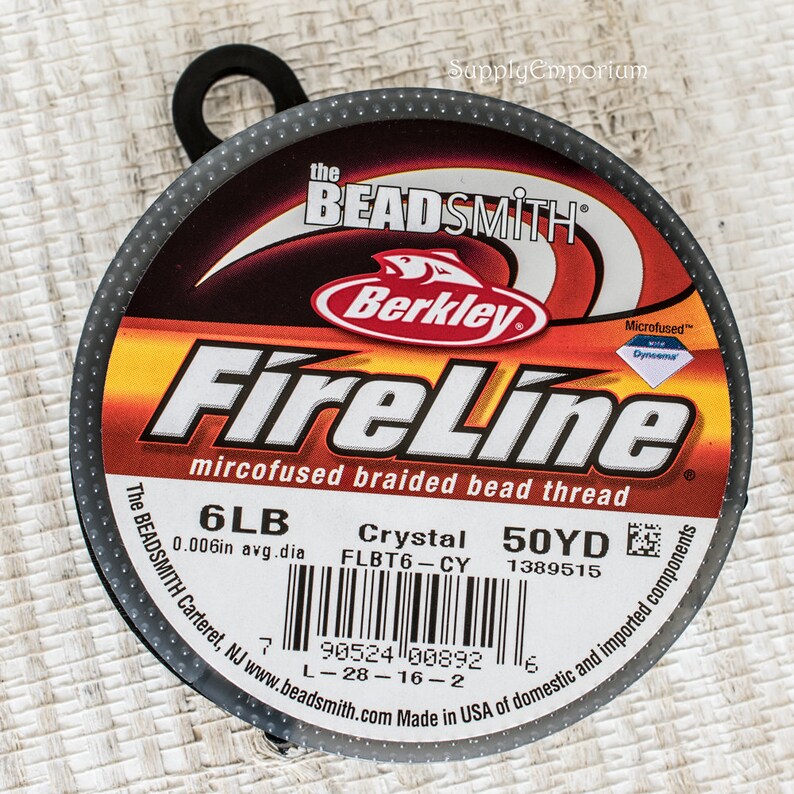 SupplyEmporium
the
BEADSMITH®
Berkley®
Microfused™
WITH
Dyneema®
FireLine®
mircofused braided bead thread
6LB Crystal 50YD
0.006in avg.dia FLBT6-CY 1389515
7 90524 00892 6
L-28-16-2
The BEADSMITH Carteret, NJ www.beadsmith.com Made in USA of domestic and imported components